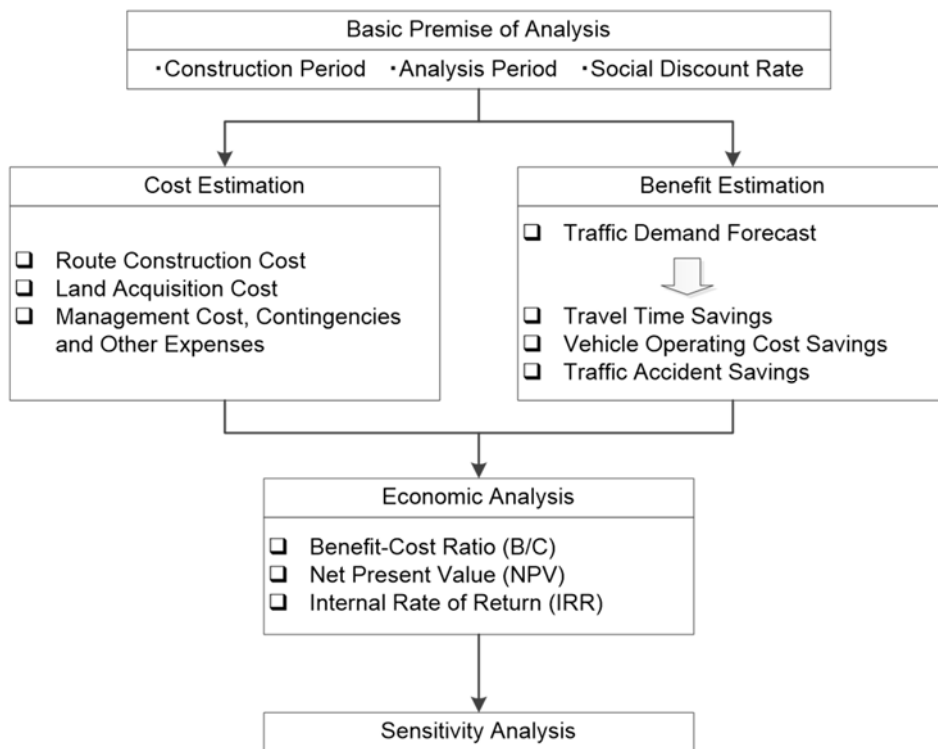 Basic Premise of Analysis
・Construction Period ・Analysis Period ・Social Discount Rate
Cost Estimation
❑ Route Construction Cost
❑ Land Acquisition Cost
❑ Management Cost, Contingencies
and Other Expenses
Benefit Estimation
❑ Traffic Demand Forecast
❑ Travel Time Savings
❑ Vehicle Operating Cost Savings
❑ Traffic Accident Savings
Economic Analysis
❑ Benefit-Cost Ratio (B/C)
❑ Net Present Value (NPV)
❑ Internal Rate of Return (IRR)
Sensitivity Analysis